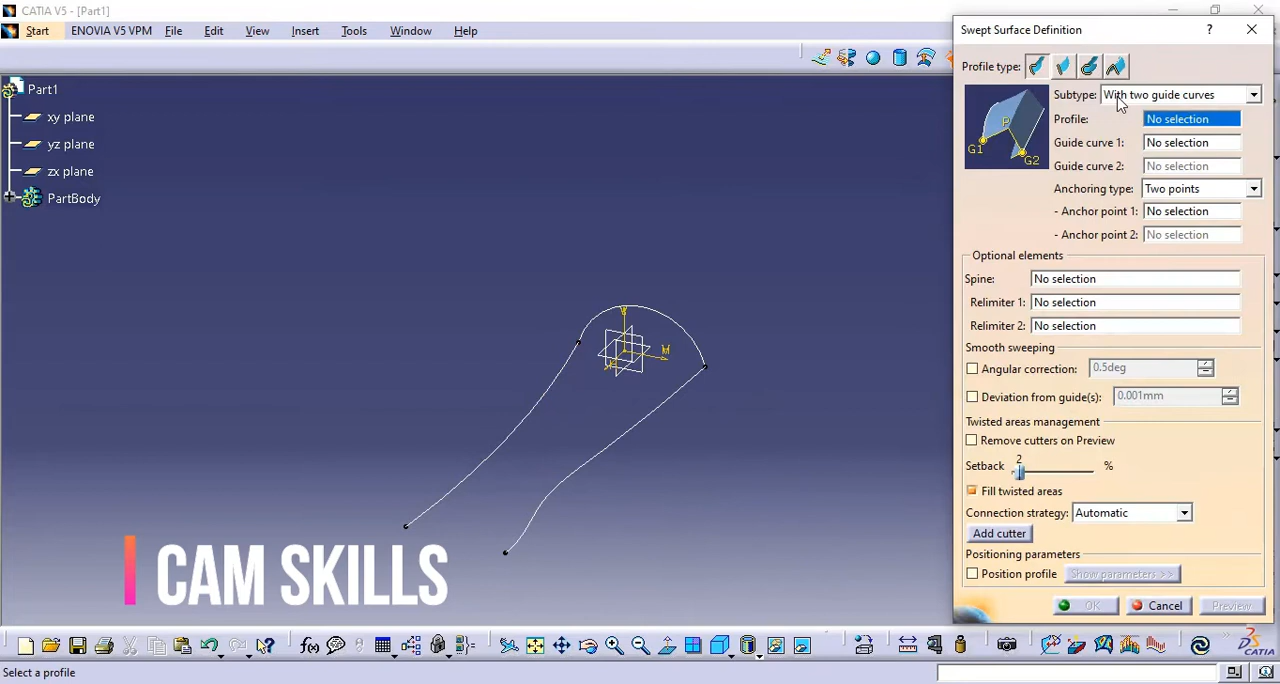 CATIA V5 - [Part1]
Start ENOVIA V5 VPM File Edit View Insert Tools Window Help
Part1
xy plane
yz plane
zx plane
PartBody
Swept Surface Definition ?
Profile type:
Subtype: With two guide curves
Profile: No selection
Guide curve 1: No selection
Guide curve 2: No selection
Anchoring type: Two points
- Anchor point 1: No selection
- Anchor point 2: No selection
G1 P G2
Optional elements
Spine: No selection
Relimiter 1: No selection
Relimiter 2: No selection
Smooth sweeping
Angular correction: 0.5deg
Deviation from guide(s): 0.001mm
Twisted areas management
Remove cutters on Preview
Setback 2 %
Fill twisted areas
Connection strategy: Automatic
Add cutter
Positioning parameters
Position profile Show parameters >>
OK Cancel Preview
CAM SKILLS
f(x)
CATIA
Select a profile